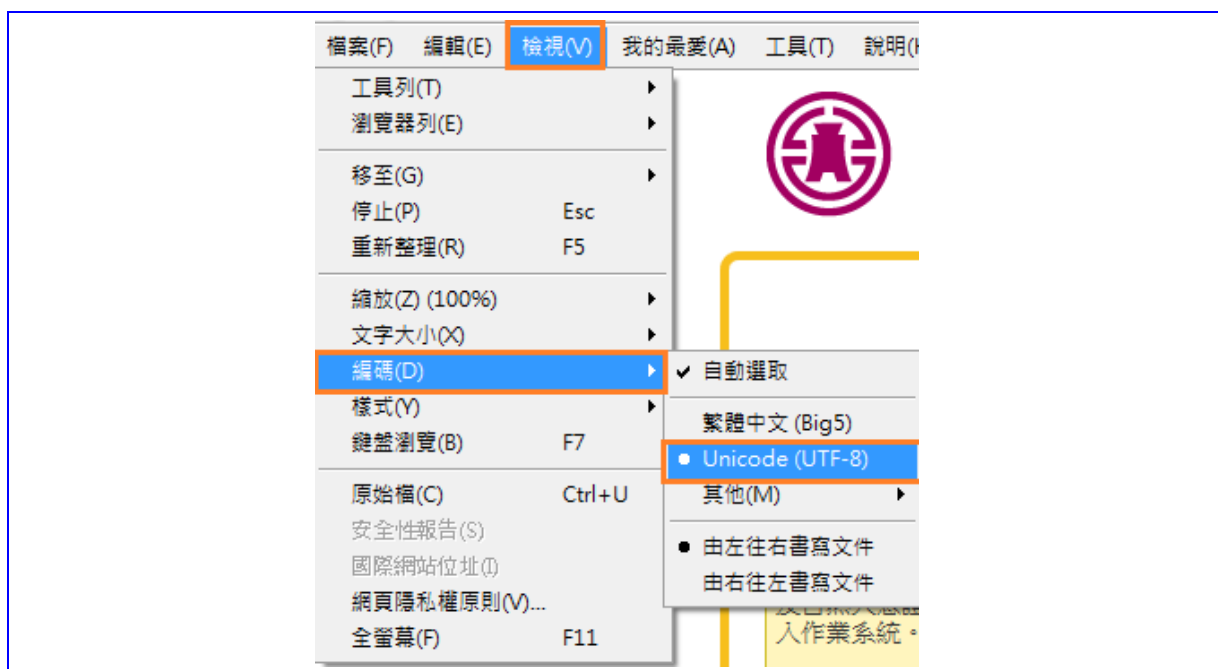 檔案(F) 編輯(E) 檢視(V) 我的最愛(A) 工具(T) 說明(
工具列(T)
瀏覽器列(E)
移至(G)
停止(P) Esc
重新整理(R) F5
縮放(Z) (100%)
文字大小(X)
編碼(D)
自動選取
樣式(Y)
繁體中文 (Big5)
鍵盤瀏覽(B) F7
Unicode (UTF-8)
原始檔(C) Ctrl+U
其他(M)
安全性報告(S)
由左往右書寫文件
國際網站位址(I)
由右往左書寫文件
網頁隱私權原則(V)...
全螢幕(F) F11
入作業系統。